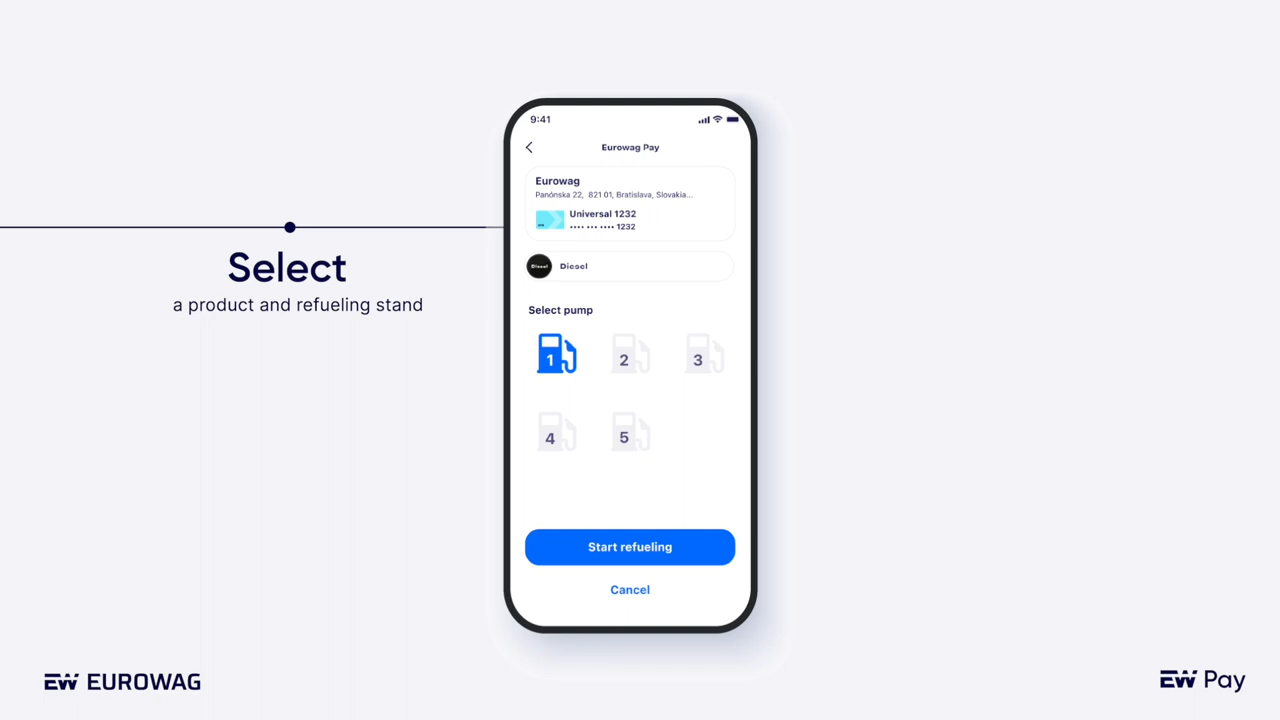 Select
a product and refueling stand
9:41
Eurowag Pay
Eurowag
Panónska 22, 821 01, Bratislava, Slovakia...
Universal 1232
•••• ••• •••• 1232
Diesel
Diesel
Select pump
1
2
3
4
5
Start refueling
Cancel
EW EUROWAG
EW Pay